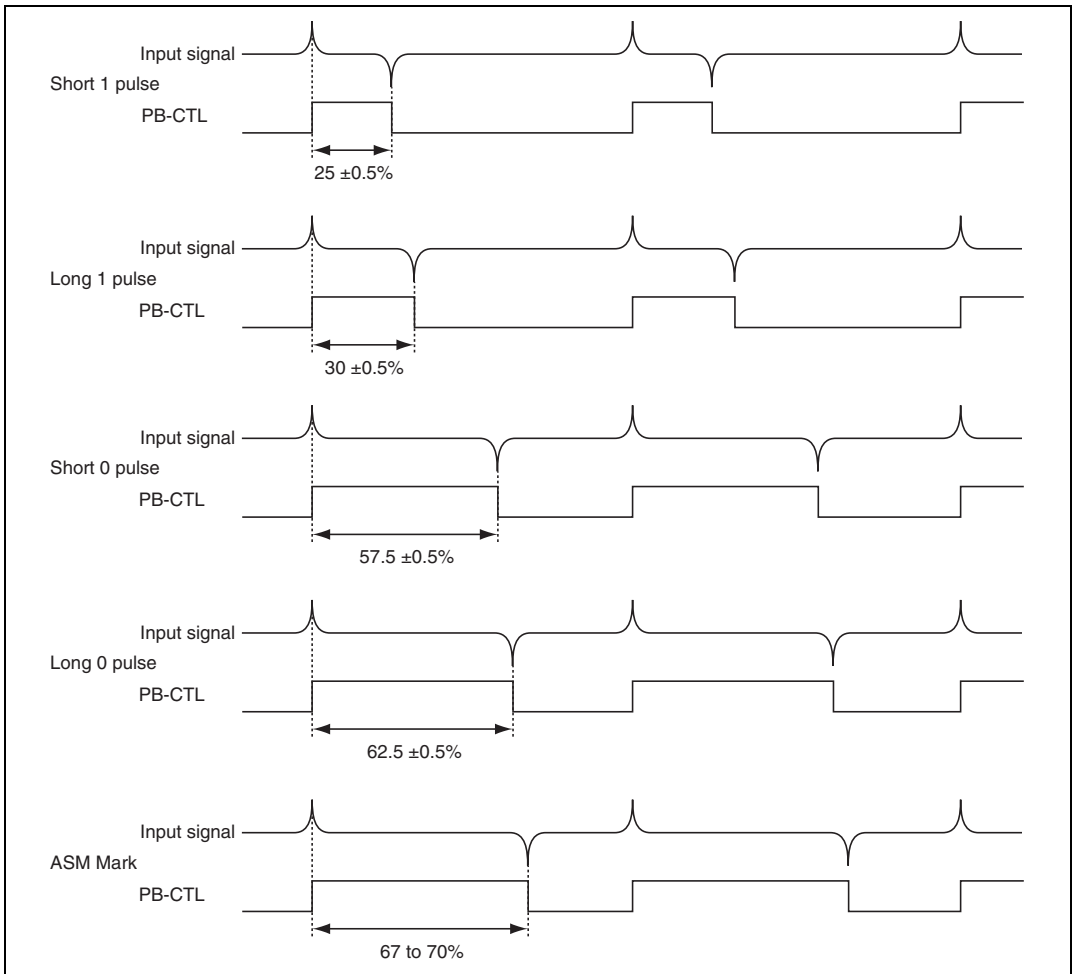 Input signal
Short 1 pulse
PB-CTL
25 ±0.5%
Input signal
Long 1 pulse
PB-CTL
30 ±0.5%
Input signal
Short 0 pulse
PB-CTL
57.5 ±0.5%
Input signal
Long 0 pulse
PB-CTL
62.5 ±0.5%
Input signal
ASM Mark
PB-CTL
67 to 70%